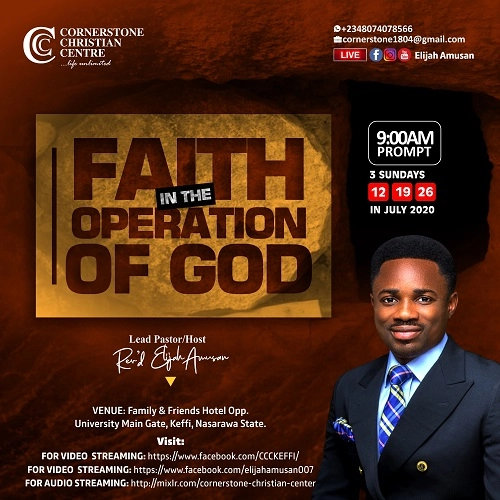 CCC
CORNERSTONE
CHRISTIAN
CENTRE
...life unlimited
+2348074078566
cornerstone1804@gmail.com
LIVE Elijah Amusan
FAITH
IN THE
OPERATION
OF GOD
9:00AM
PROMPT
3 SUNDAYS
12 19 26
IN JULY 2020
Lead Pastor/Host
Rev'd Elijah Amusan
VENUE: Family & Friends Hotel Opp.
University Main Gate, Keffi, Nasarawa State.
Visit:
FOR VIDEO STREAMING: https://www.facebook.com/CCCKEFFI/
FOR VIDEO STREAMING: https://www.facebook.com/elijahamusan007
FOR AUDIO STREAMING: http://mixlr.com/cornerstone-christian-center